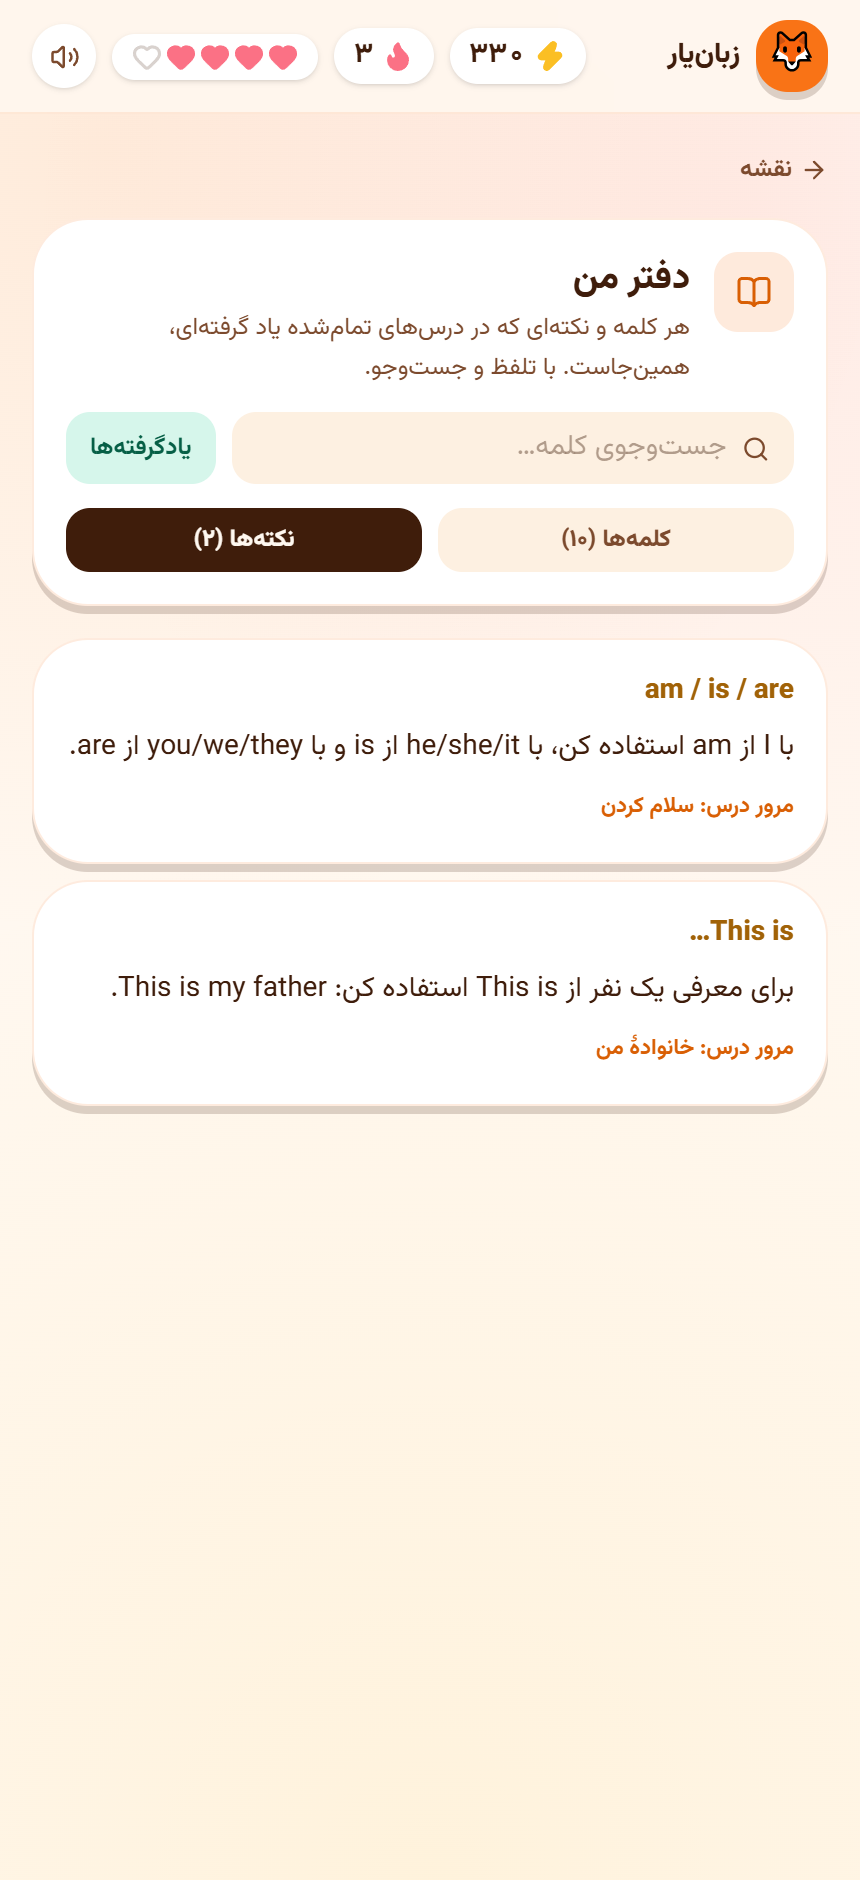 زبان‌یار
۳۳۰
۳
نقشه
دفتر من
هر کلمه و نکته‌ای که در درس‌های تمام‌شده یاد گرفته‌ای،
همین‌جاست. با تلفظ و جست‌وجو.
جست‌وجوی کلمه...
یادگرفته‌ها
کلمه‌ها (۱۰)
نکته‌ها (۲)
am / is / are
با I از am استفاده کن، با he/she/it از is و با you/we/they از are.
مرور درس: سلام کردن
This is...
برای معرفی یک نفر از This is استفاده کن: This is my father.
مرور درس: خانوادهٔ من